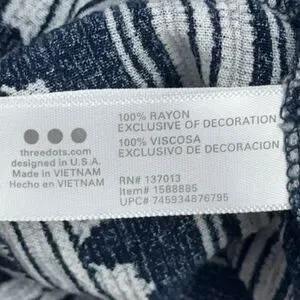 100% RAYON
EXCLUSIVE OF DECORATION
100% VISCOSA
EXCLUSIVO DE DECORACION
threedots.com
designed in U.S.A.
Made in VIETNAM
Hecho en VIETNAM
RN# 137013
Item# 1588885
UPC# 745934876795